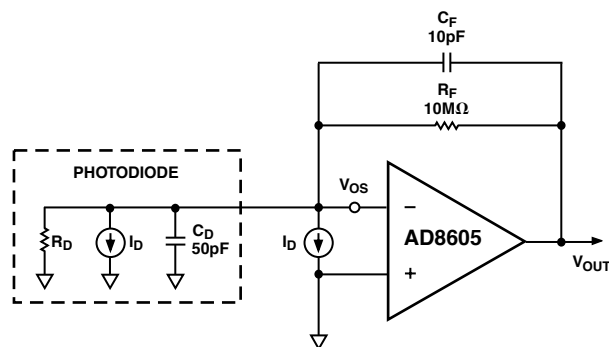 CF
10pF
RF
10MΩ
PHOTODIODE
VOS
RD
ID
CD
50pF
ID
−
AD8605
+
VOUT